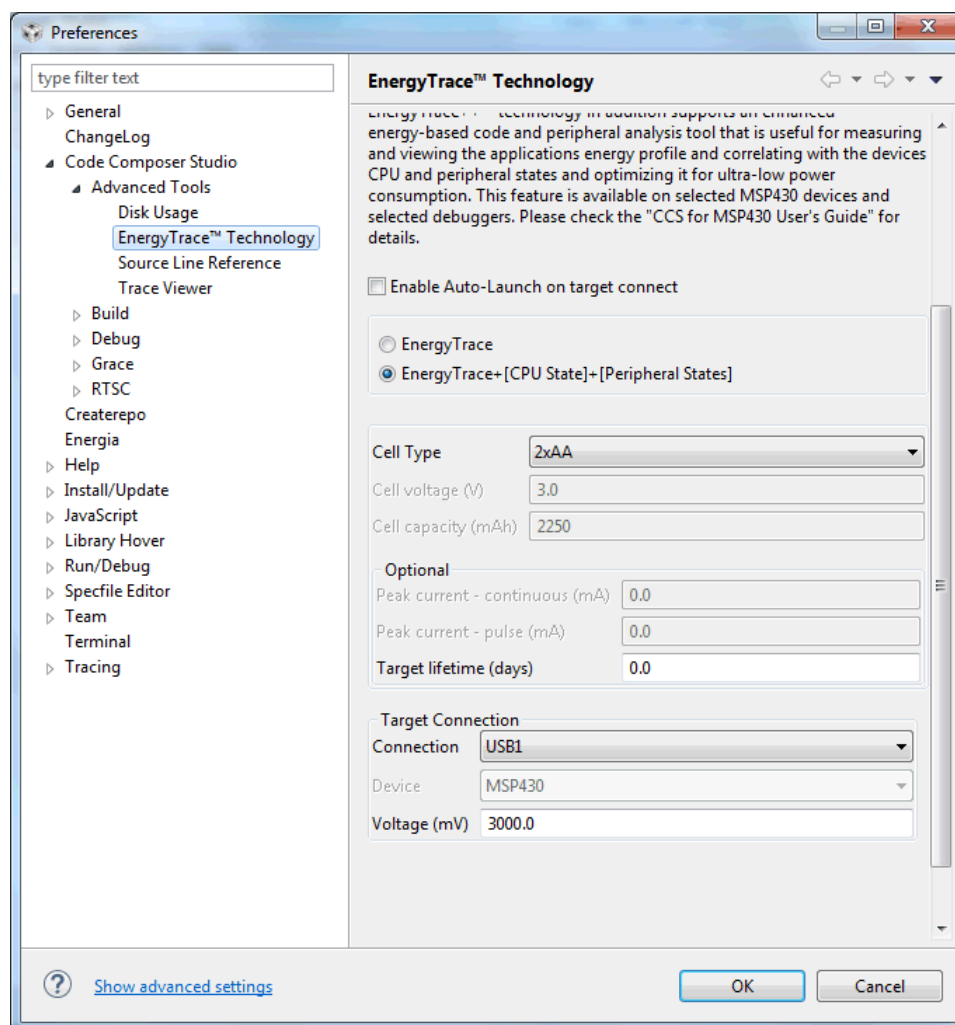 Preferences
type filter text
General
ChangeLog
Code Composer Studio
Advanced Tools
Disk Usage
EnergyTrace™ Technology
Source Line Reference
Trace Viewer
Build
Debug
Grace
RTSC
Createrepo
Energia
Help
Install/Update
JavaScript
Library Hover
Run/Debug
Specfile Editor
Team
Terminal
Tracing
EnergyTrace™ Technology
technology in addition supports an enhanced
energy-based code and peripheral analysis tool that is useful for measuring
and viewing the applications energy profile and correlating with the devices
CPU and peripheral states and optimizing it for ultra-low power
consumption. This feature is available on selected MSP430 devices and
selected debuggers. Please check the "CCS for MSP430 User's Guide" for
details.
Enable Auto-Launch on target connect
EnergyTrace
EnergyTrace+[CPU State]+[Peripheral States]
Cell Type 2xAA
Cell voltage (V) 3.0
Cell capacity (mAh) 2250
Optional
Peak current - continuous (mA) 0.0
Peak current - pulse (mA) 0.0
Target lifetime (days) 0.0
Target Connection
Connection USB1
Device MSP430
Voltage (mV) 3000.0
Show advanced settings
OK
Cancel